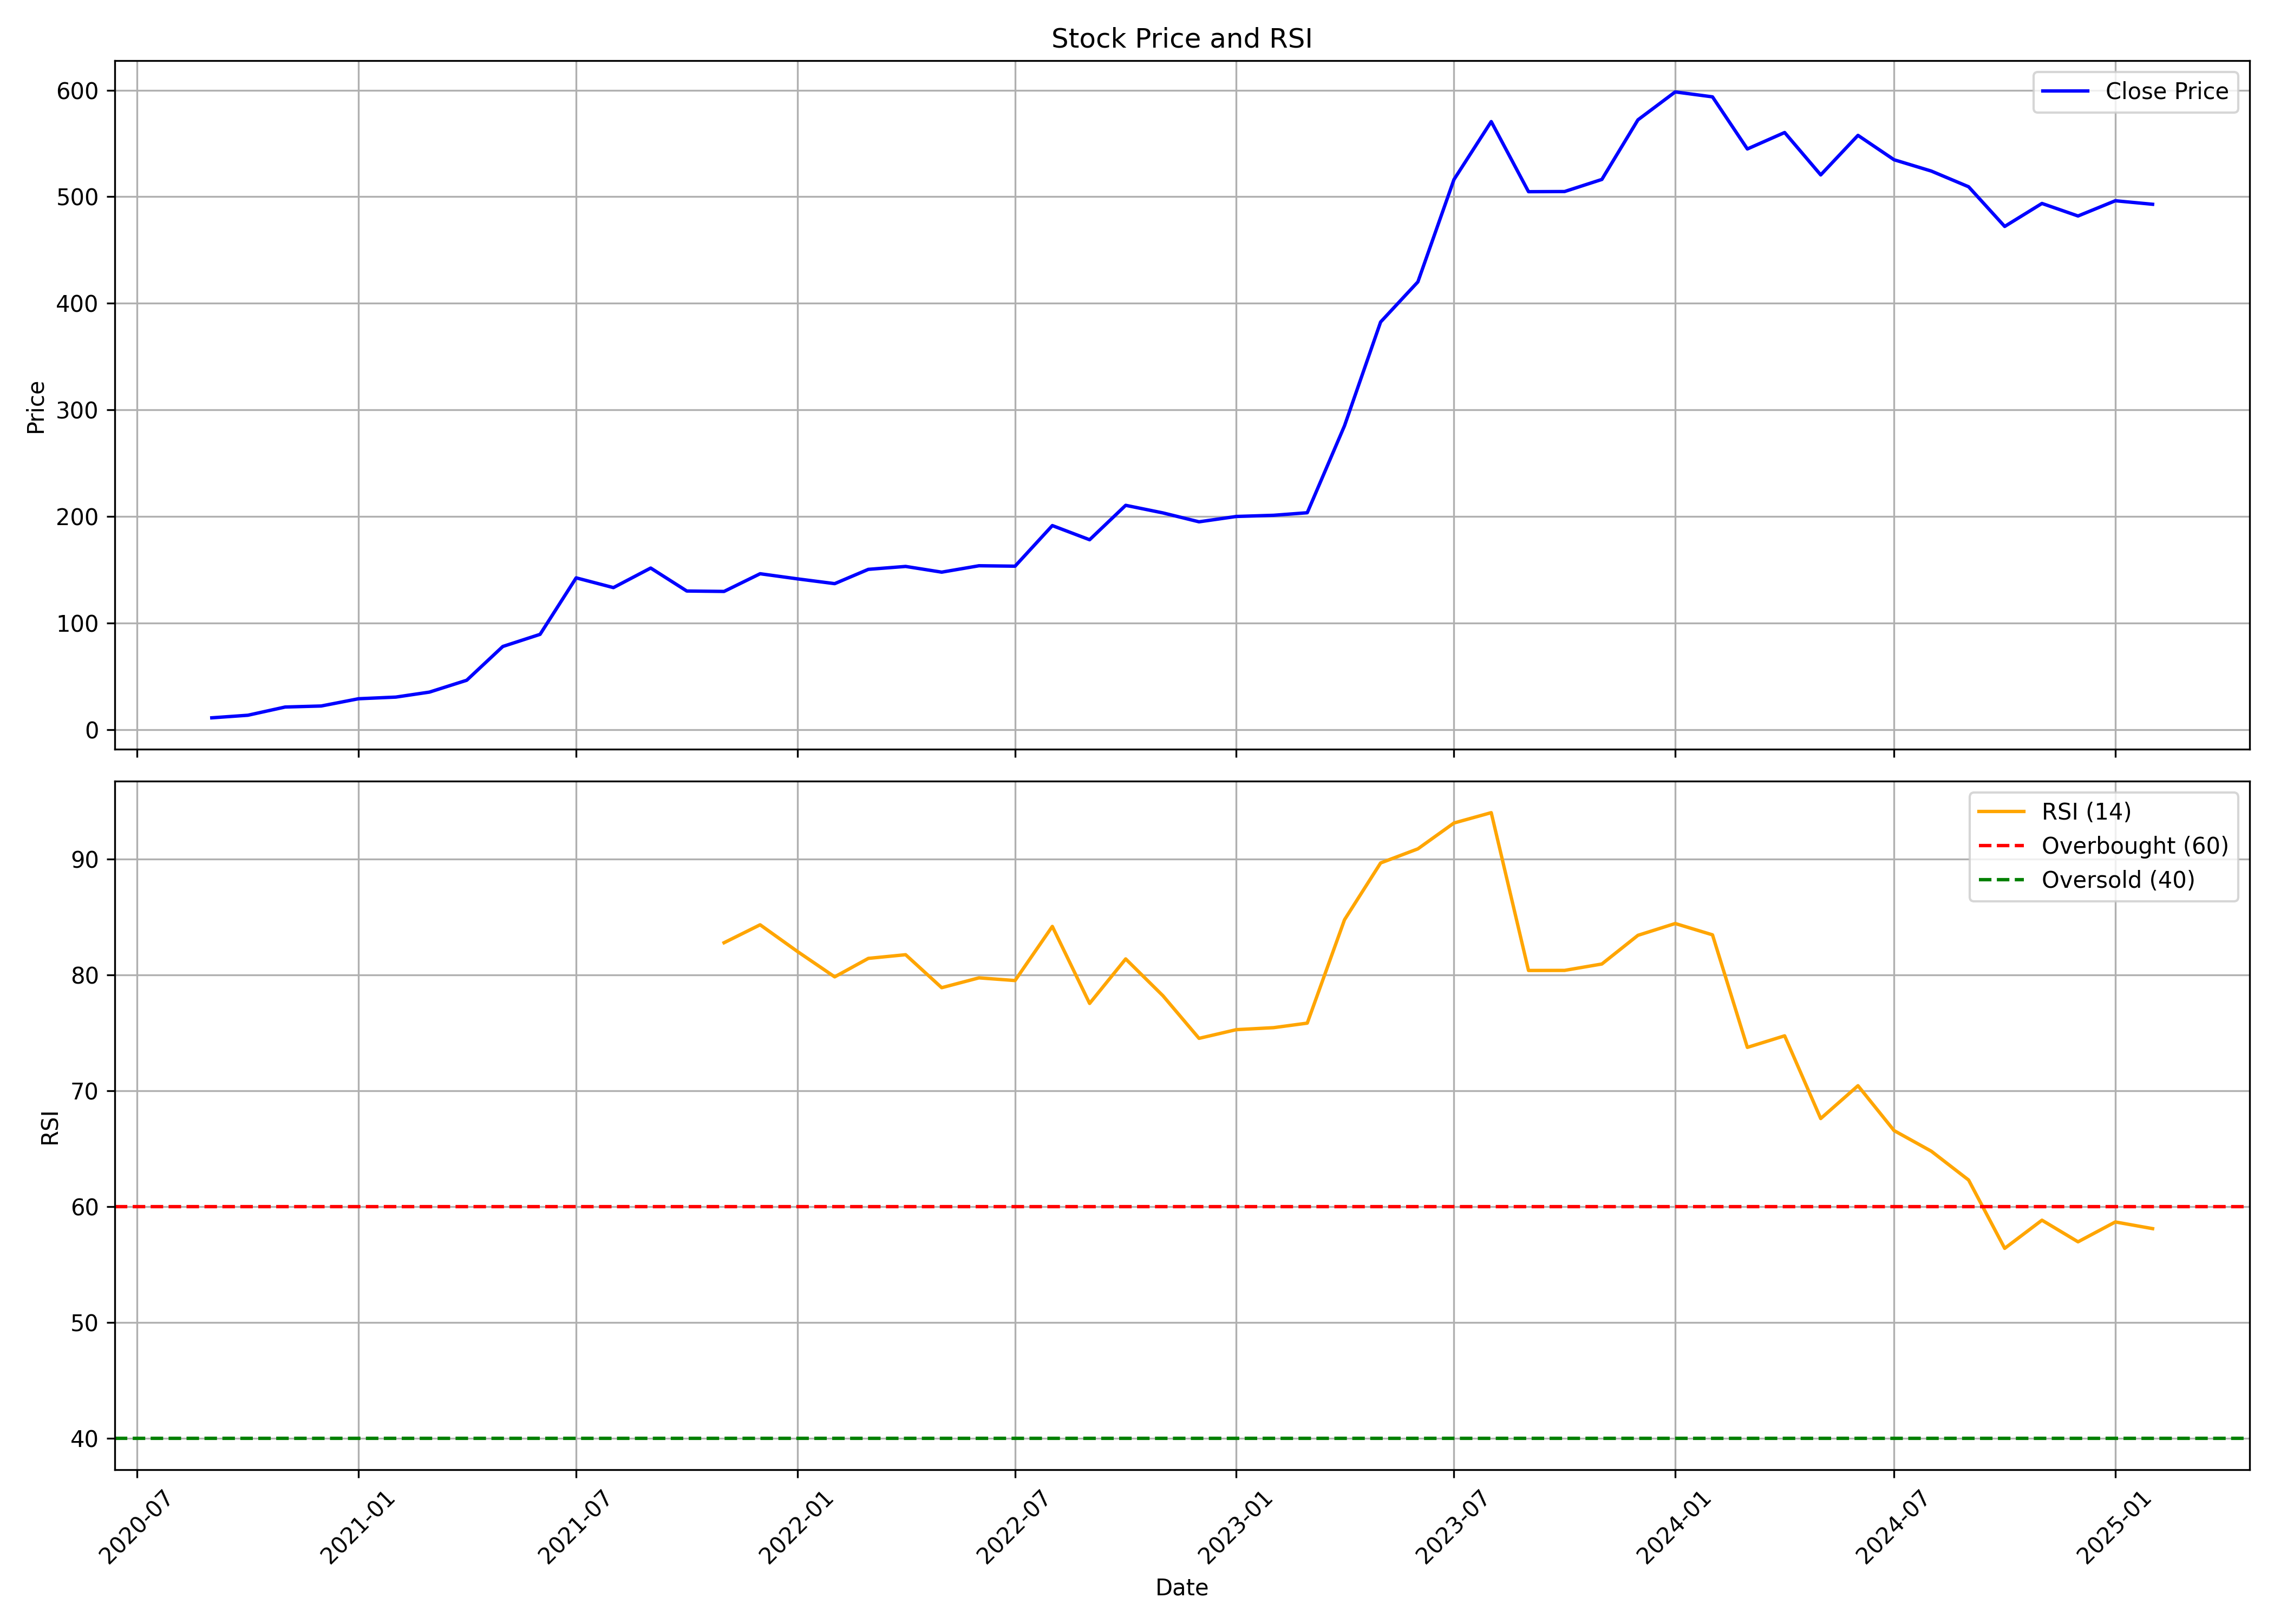 Stock Price and RSI
Close Price
600
500
400
300
200
100
0
Price
RSI (14)
Overbought (60)
Oversold (40)
90
80
70
60
50
40
RSI
2020-07
2021-01
2021-07
2022-01
2022-07
2023-01
2023-07
2024-01
2024-07
2025-01
Date